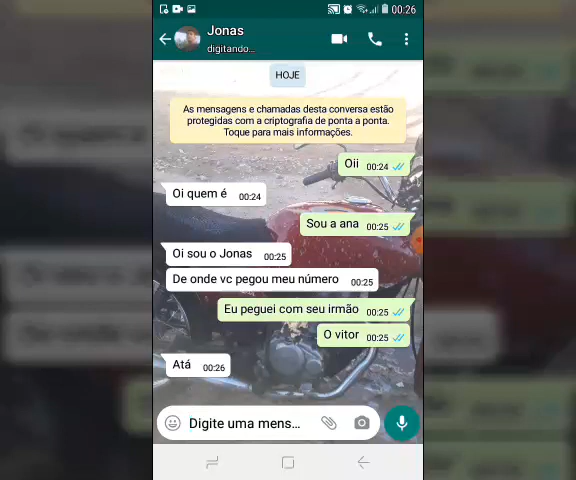 00:26
Jonas
digitando...
HOJE
As mensagens e chamadas desta conversa estão
protegidas com a criptografia de ponta a ponta.
Toque para mais informações.
Oii 00:24
Oi quem é 00:24
Sou a ana 00:25
Oi sou o Jonas 00:25
De onde vc pegou meu número 00:25
Eu peguei com seu irmão 00:25
O vitor 00:25
Atá 00:26
Digite uma mens...